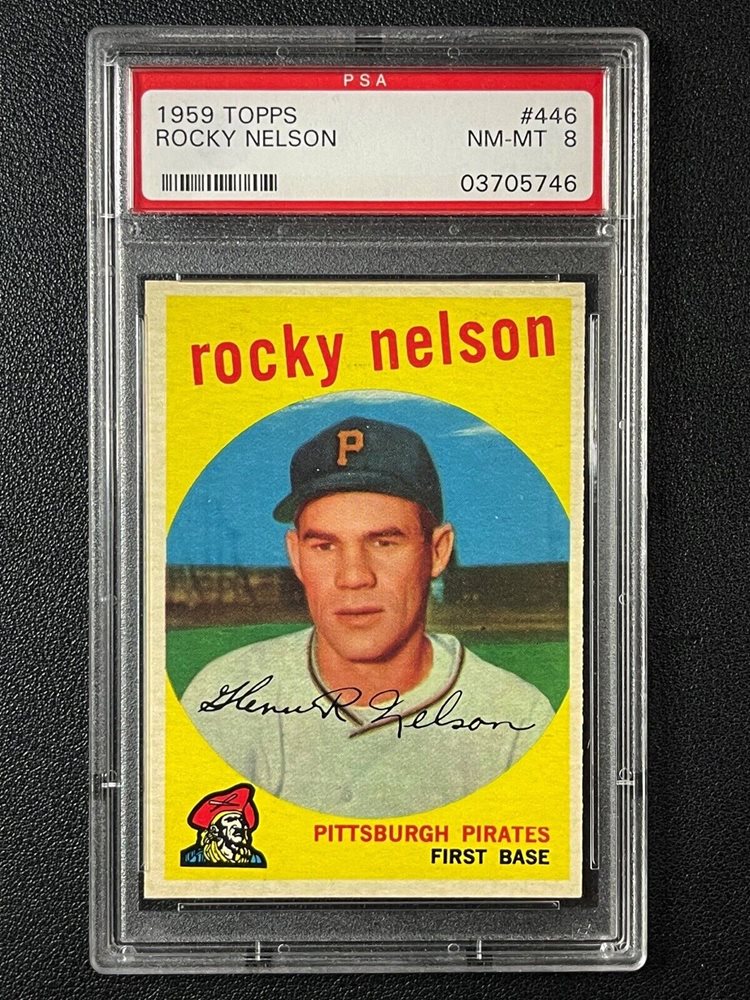 PSA
1959 TOPPS #446
ROCKY NELSON NM-MT 8
03705746
rocky nelson
P
Glenn R Nelson
PITTSBURGH PIRATES
FIRST BASE